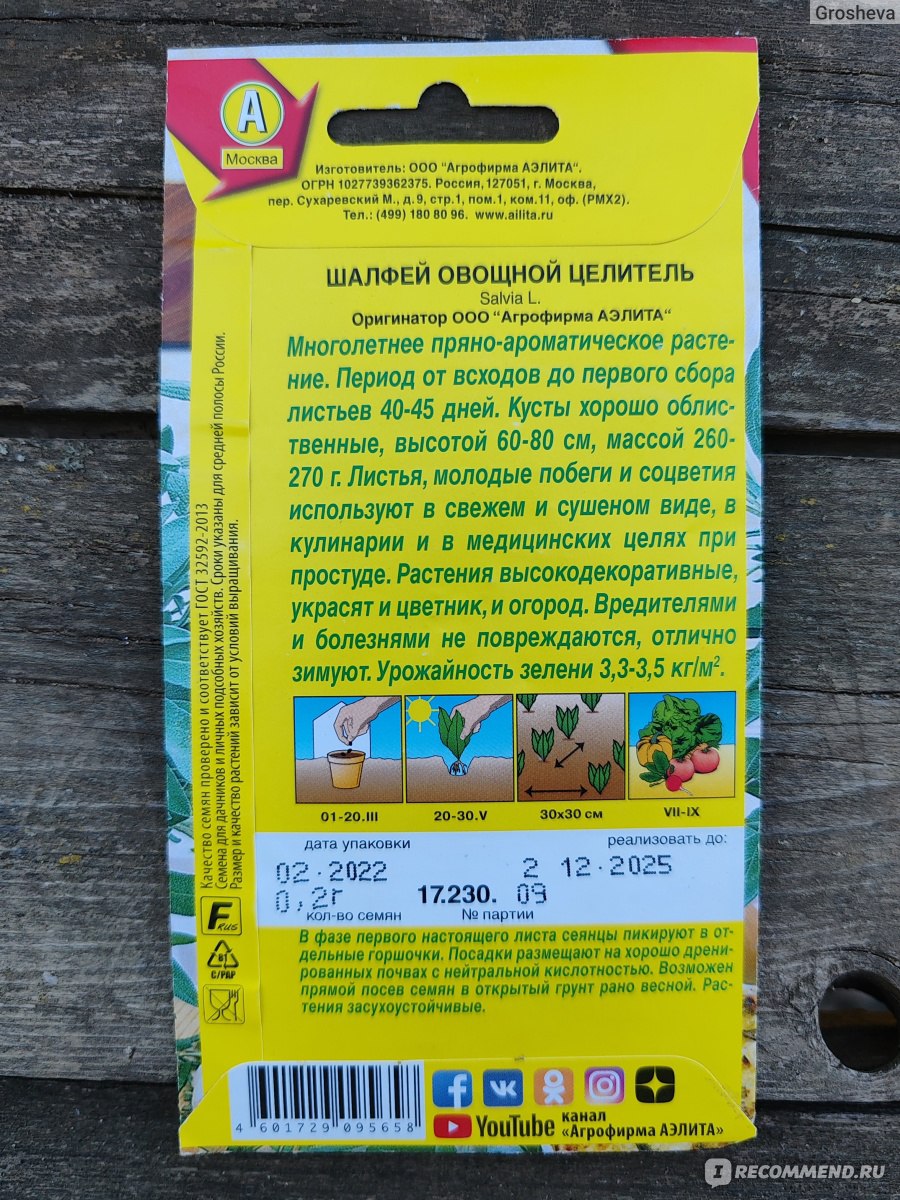 Grosheva
А
Москва
Изготовитель: ООО "Агрофирма АЭЛИТА".
ОГРН 1027739362375. Россия, 127051, г. Москва,
пер. Сухаревский М., д.9, стр.1, пом.1, ком.11, оф. (РМХ2).
Тел.: (499) 180 80 96. www.ailita.ru
ШАЛФЕЙ ОВОЩНОЙ ЦЕЛИТЕЛЬ
Salvia L.
Оригинатор ООО "Агрофирма АЭЛИТА"
Многолетнее пряно-ароматическое расте-
ние. Период от всходов до первого сбора
листьев 40-45 дней. Кусты хорошо облис-
твенные, высотой 60-80 см, массой 260-
270 г. Листья, молодые побеги и соцветия
используют в свежем и сушеном виде, в
кулинарии и в медицинских целях при
простуде. Растения высокодекоративные,
украсят и цветник, и огород. Вредителями
и болезнями не повреждаются, отлично
зимуют. Урожайность зелени 3,3-3,5 кг/м².
Качество семян проверено и соответствует ГОСТ 32592-2013
Семена для дачников и личных подсобных хозяйств. Сроки указаны для средней полосы России.
Размер и качество растений зависят от условий выращивания.
01-20.III
20-30.V
30х30 см
VII-IX
дата упаковки
реализовать до:
02·2022
2 12·2025
0,2г
17.230. 09
кол-во семян
№ партии
F RUS
81
C/PAP
В фазе первого настоящего листа сеянцы пикируют в от-
дельные горшочки. Посадки размещают на хорошо дрени-
рованных почвах с нейтральной кислотностью. Возможен
прямой посев семян в открытый грунт рано весной. Рас-
тения засухоустойчивые.
4 601729 095658
YouTube канал
«Агрофирма АЭЛИТА»
IRECOMMEND.RU